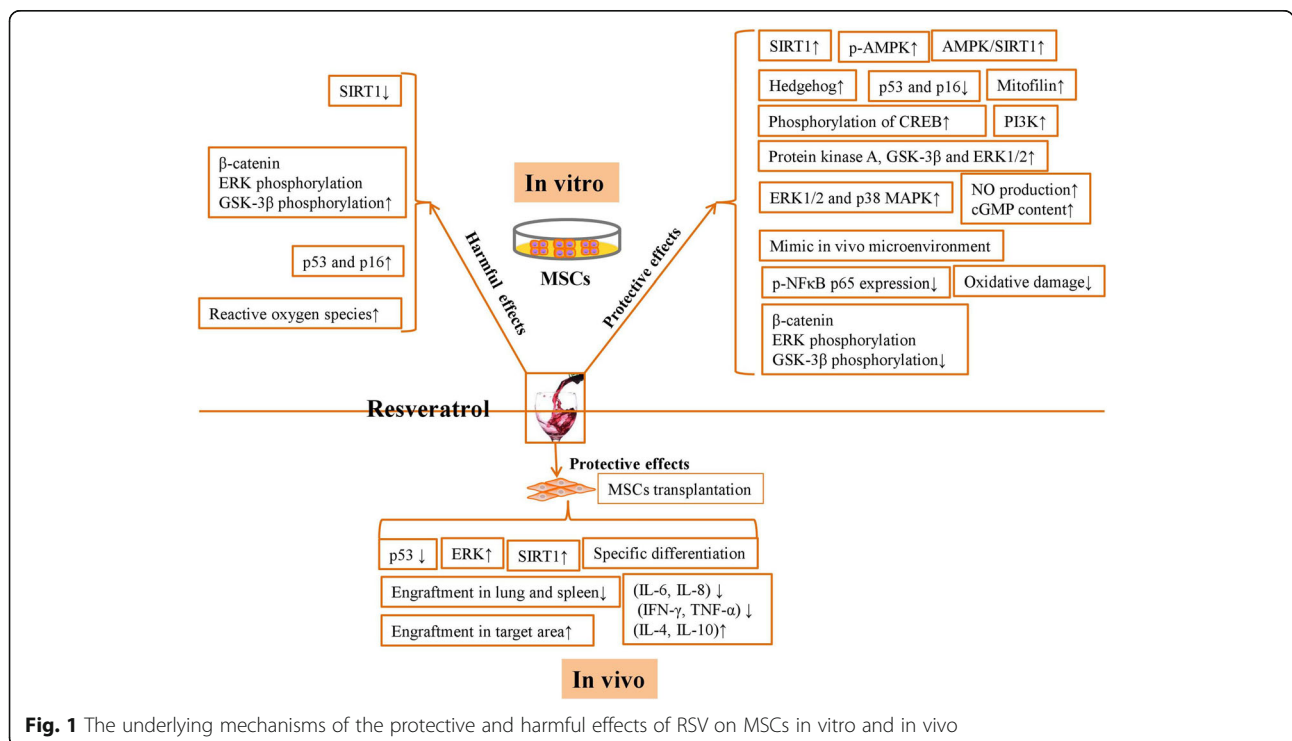 SIRT1↓
β-catenin
ERK phosphorylation
GSK-3β phosphorylation↑
p53 and p16↑
Reactive oxygen species↑
Harmful effects
In vitro
MSCs
Protective effects
SIRT1↑
p-AMPK↑
AMPK/SIRT1↑
Hedgehog↑
p53 and p16↓
Mitofilin↑
Phosphorylation of CREB↑
PI3K↑
Protein kinase A, GSK-3β and ERK1/2↑
ERK1/2 and p38 MAPK↑
NO production↑
cGMP content↑
Mimic in vivo microenvironment
p-NFκB p65 expression↓
Oxidative damage↓
β-catenin
ERK phosphorylation
GSK-3β phosphorylation↓
Resveratrol
Protective effects
MSCs transplantation
p53 ↓
ERK↑
SIRT1↑
Specific differentiation
Engraftment in lung and spleen↓
Engraftment in target area↑
(IL-6, IL-8) ↓
(IFN-γ, TNF-α) ↓
(IL-4, IL-10)↑
In vivo
Fig. 1 The underlying mechanisms of the protective and harmful effects of RSV on MSCs in vitro and in vivo